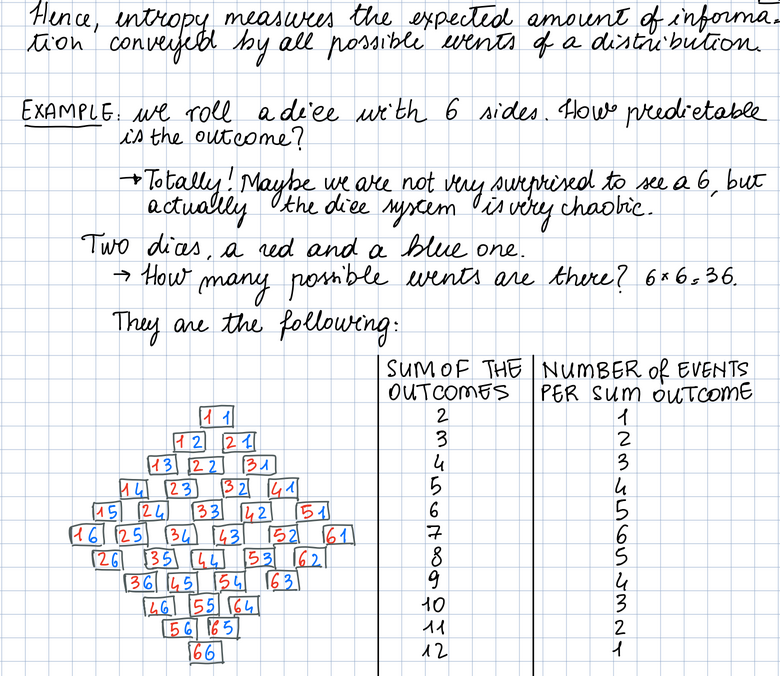 Hence, entropy measures the expected amount of informa-
tion conveyed by all possible events of a distribution.
EXAMPLE: we roll a dice with 6 sides. How predictable
is the outcome?
→ Totally! Maybe we are not very surprised to see a 6, but
actually the dice system is very chaotic.
Two dices, a red and a blue one.
→ How many possible events are there? 6 × 6 = 36.
They are the following:
SUM OF THE OUTCOMES | NUMBER of EVENTS PER SUM OUTCOME
11 | 2 | 1
12 21 | 3 | 2
13 22 31 | 4 | 3
14 23 32 41 | 5 | 4
15 24 33 42 51 | 6 | 5
16 25 34 43 52 61 | 7 | 6
26 35 44 53 62 | 8 | 5
36 45 54 63 | 9 | 4
46 55 64 | 10 | 3
56 65 | 11 | 2
66 | 12 | 1